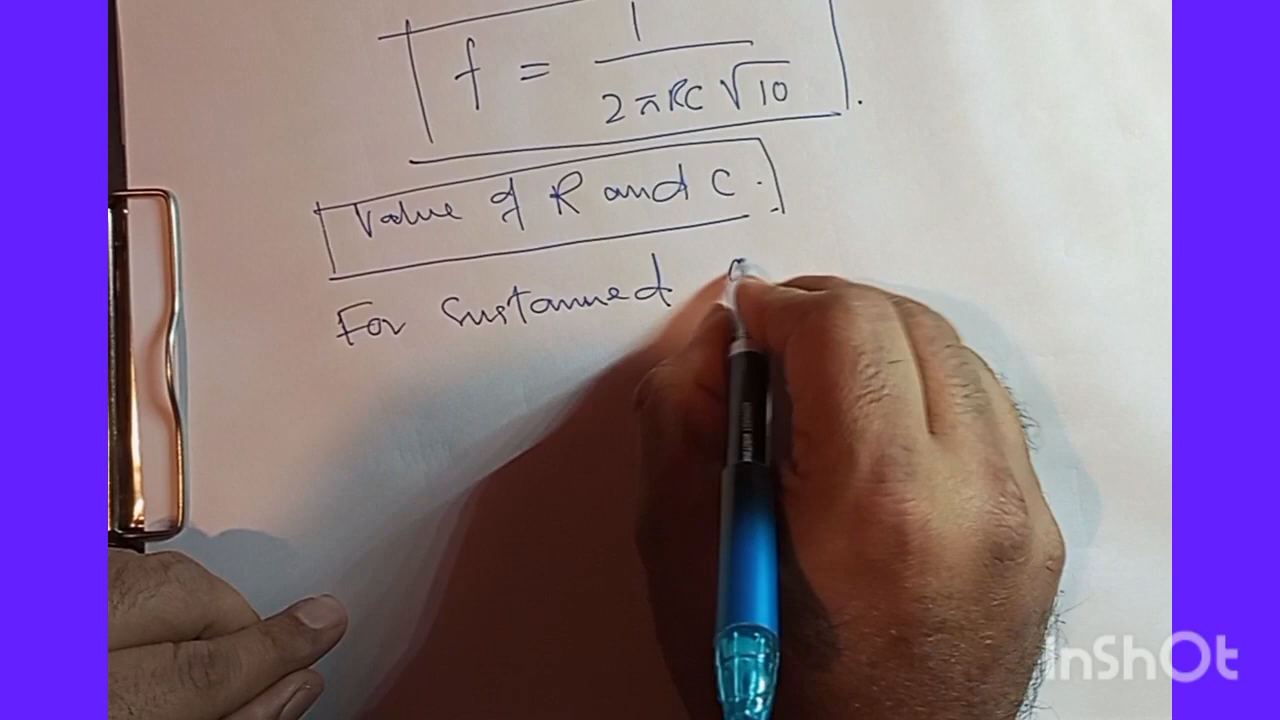 f = 1 / 2πRC √10 .
Value of R and C .
For Sustained
InShOt